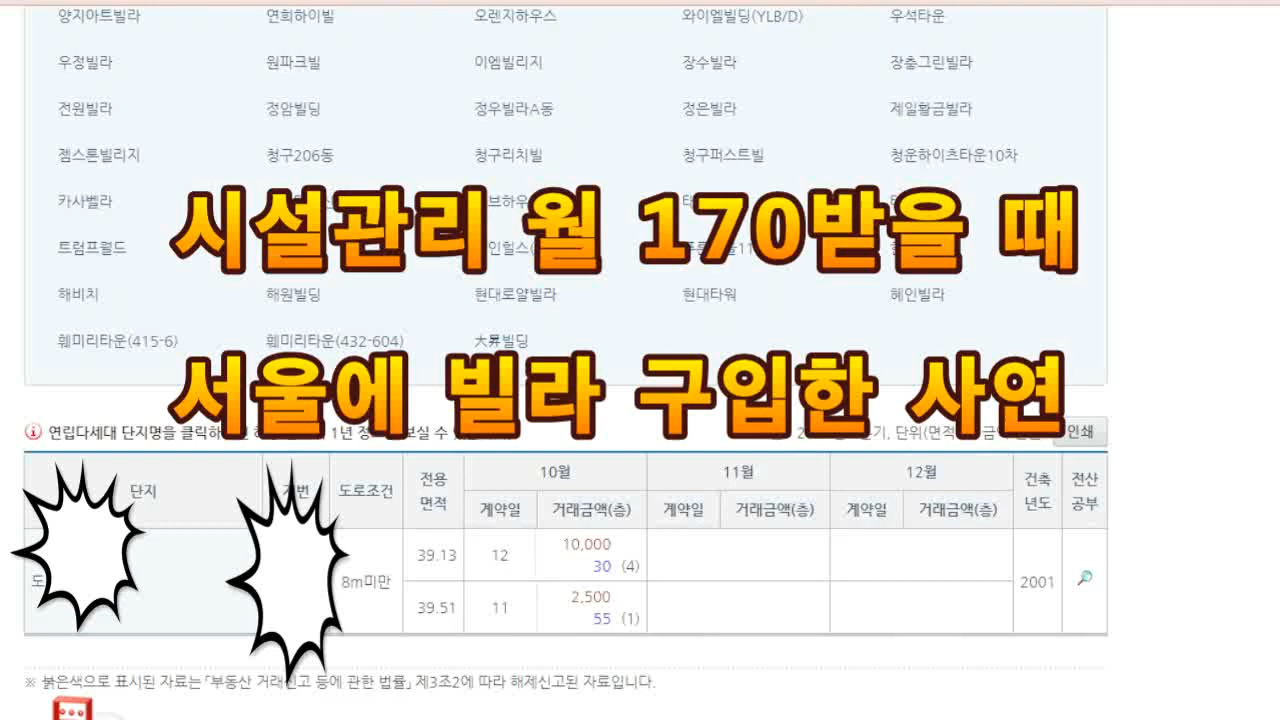 양지아트빌라 연희하이빌 오렌지하우스 와이엘빌딩(YLB/D) 우석타운
우정빌라 원파크빌 이엠빌리지 장수빌라 장충그린빌라
전원빌라 정암빌딩 정우빌라A동 정은빌라 제일황금빌라
젬스톤빌리지 청구206동 청구리치빌 청구퍼스트빌 청운하이츠타운10차
카사벨라
시설관리 월 170받을 때
트럼프월드
해비치 해원빌딩 현대로얄빌라 현대타워 혜인빌라
훼미리타운(415-6) 훼미리타운(432-604) 大昇빌딩
서울에 빌라 구입한 사연
연립다세대 단지명을 클릭하 1년 인쇄
단지 도로조건 전용면적 10월 11월 12월 건축년도 전산공부
계약일 거래금액(층) 계약일 거래금액(층) 계약일 거래금액(층)
39.13 12 10,000
30 (4)
8m미만 2001
39.51 11 2,500
55 (1)
※ 붉은색으로 표시된 자료는 「부동산 거래신고 등에 관한 법률」 제3조2에 따라 해제신고된 자료입니다.